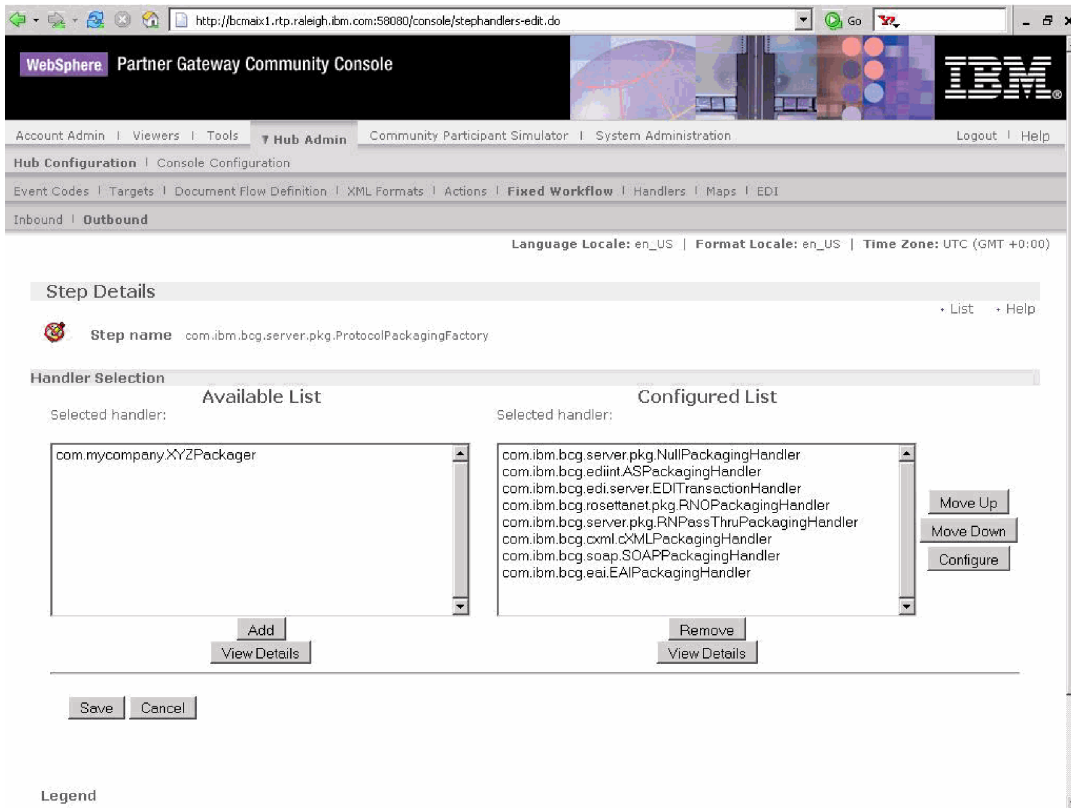 http://bcmaix1.rtp.raleigh.ibm.com:58080/console/stephandlers-edit.do Go
WebSphere. Partner Gateway Community Console
IBM®
Account Admin | Viewers | Tools Hub Admin Community Participant Simulator | System Administration Logout | Help
Hub Configuration | Console Configuration
Event Codes | Targets | Document Flow Definition | XML Formats | Actions | Fixed Workflow | Handlers | Maps | EDI
Inbound | Outbound
Language Locale: en_US | Format Locale: en_US | Time Zone: UTC (GMT +0:00)
Step Details
List Help
Step name com.ibm.bcg.server.pkg.ProtocolPackagingFactory
Handler Selection
Available List
Selected handler:
com.mycompany.XYZPackager
Add
View Details
Configured List
Selected handler:
com.ibm.bcg.server.pkg.NullPackagingHandler
com.ibm.bcg.ediint.ASPackagingHandler
com.ibm.bcg.edi.server.EDITransactionHandler
com.ibm.bcg.rosettanet.pkg.RNOPackagingHandler
com.ibm.bcg.server.pkg.RNPassThruPackagingHandler
com.ibm.bcg.cxml.cXMLPackagingHandler
com.ibm.bcg.soap.SOAPPackagingHandler
com.ibm.bcg.eai.EAIPackagingHandler
Move Up
Move Down
Configure
Remove
View Details
Save Cancel
Legend